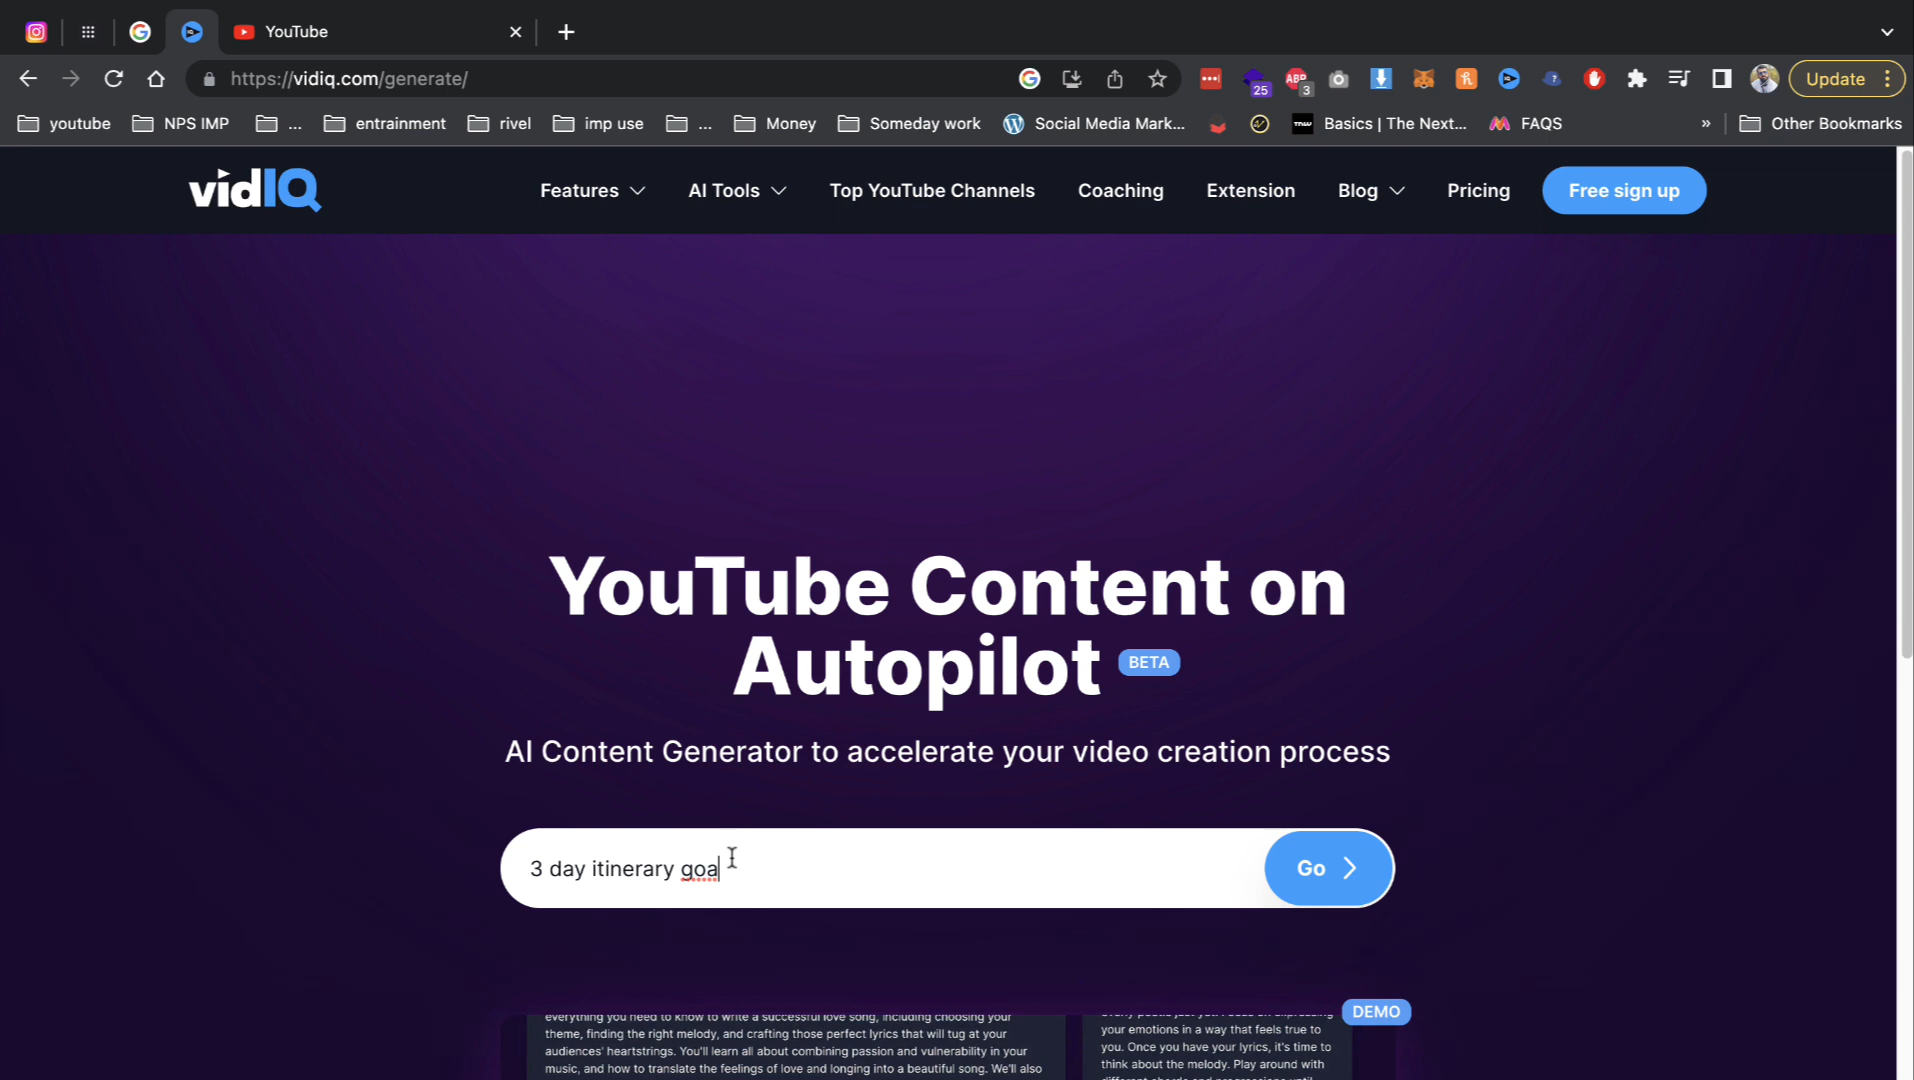 YouTube
https://vidiq.com/generate/
25
ABP
3
Update
youtube
NPS IMP
...
entrainment
rivel
imp use
...
Money
Someday work
Social Media Mark...
TNW
Basics | The Next...
FAQS
»
Other Bookmarks
vidIQ
Features
AI Tools
Top YouTube Channels
Coaching
Extension
Blog
Pricing
Free sign up
YouTube Content on
Autopilot
BETA
AI Content Generator to accelerate your video creation process
3 day itinerary goa
Go
DEMO
everything you need to know to write a successful love song, including choosing your
theme, finding the right melody, and crafting those perfect lyrics that will tug at your
audiences' heartstrings. You'll learn all about combining passion and vulnerability in your
music, and how to translate the feelings of love and longing into a beautiful song. We'll also
your emotions in a way that feels true to
you. Once you have your lyrics, it's time to
think about the melody. Play around with